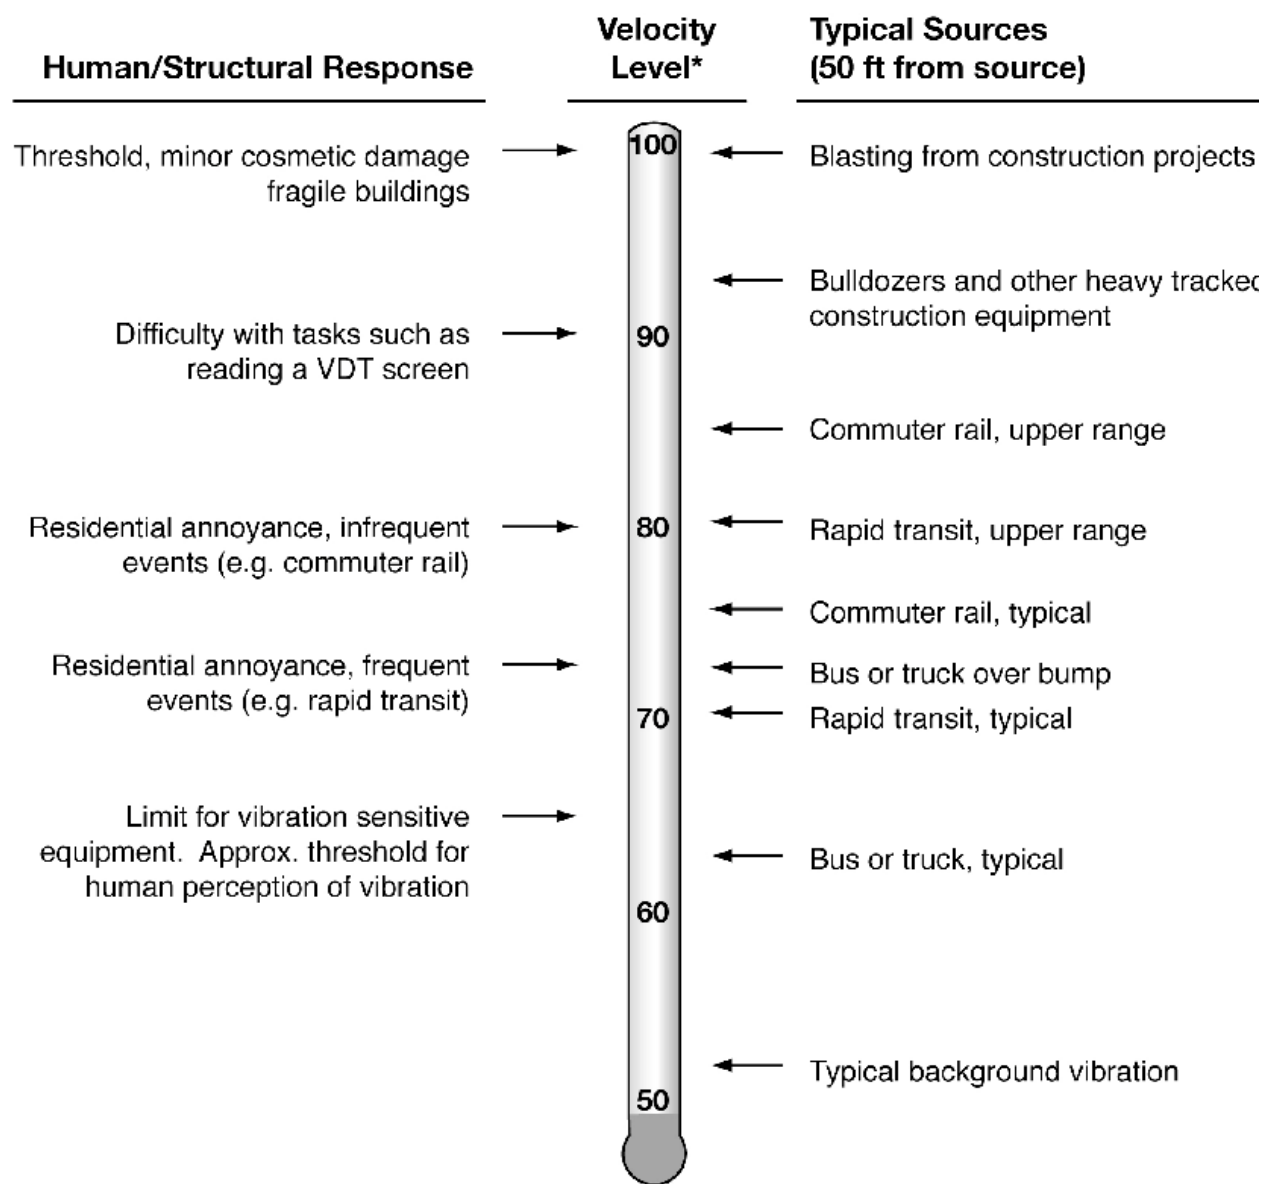 Human/Structural Response
Velocity
Level*
Typical Sources
(50 ft from source)
Threshold, minor cosmetic damage
fragile buildings
Difficulty with tasks such as
reading a VDT screen
Residential annoyance, infrequent
events (e.g. commuter rail)
Residential annoyance, frequent
events (e.g. rapid transit)
Limit for vibration sensitive
equipment.  Approx. threshold for
human perception of vibration
100
90
80
70
60
50
Blasting from construction projects
Bulldozers and other heavy tracked
construction equipment
Commuter rail, upper range
Rapid transit, upper range
Commuter rail, typical
Bus or truck over bump
Rapid transit, typical
Bus or truck, typical
Typical background vibration